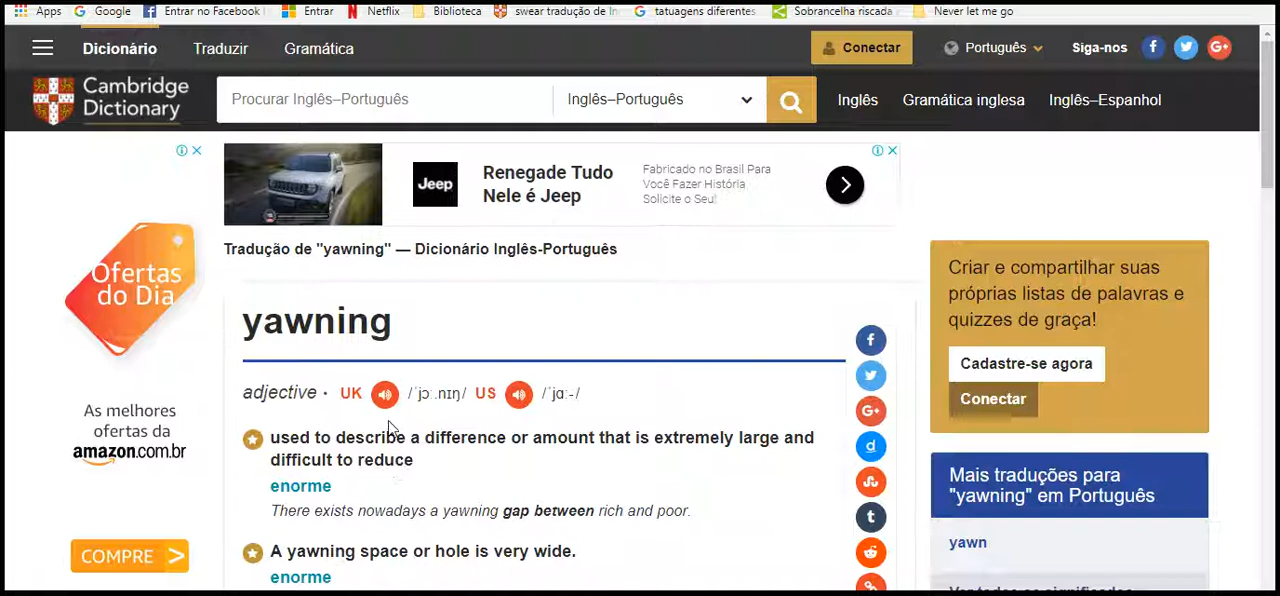 Apps Google Entrar no Facebook Entrar Netflix Biblioteca swear tradução de In tatuagens diferentes Sobrancelha riscada Never let me go
Dicionário Traduzir Gramática Conectar Português Siga-nos
Cambridge Dictionary
Procurar Inglês–Português Inglês–Português Inglês Gramática inglesa Inglês–Espanhol
Jeep
Renegade Tudo
Nele é Jeep
Fabricado no Brasil Para
Você Fazer História
Solicite o Seu!
Ofertas
do Dia
As melhores
ofertas da
amazon.com.br
COMPRE >
Tradução de "yawning" — Dicionário Inglês-Português
yawning
adjective · UK /ˈjɔː.nɪŋ/ US /ˈjɑː-/
used to describe a difference or amount that is extremely large and
difficult to reduce
enorme
There exists nowadays a yawning gap between rich and poor.
A yawning space or hole is very wide.
enorme
Criar e compartilhar suas
próprias listas de palavras e
quizzes de graça!
Cadastre-se agora
Conectar
Mais traduções para
"yawning" em Português
yawn
Ver todos os significados